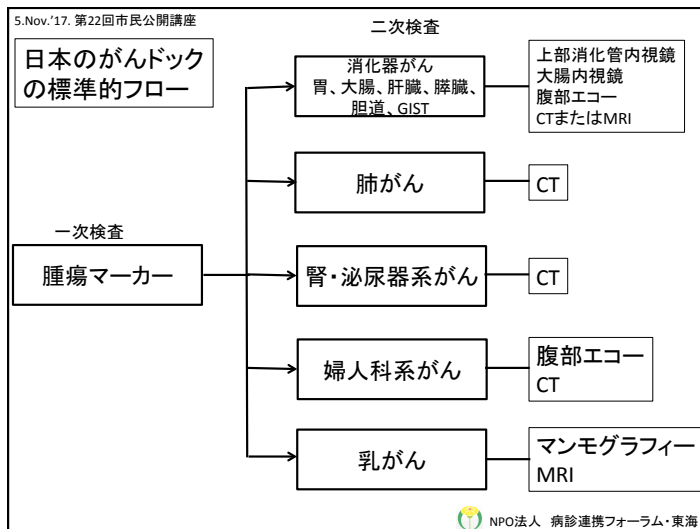 5.Nov.'17. 第22回市民公開講座
日本のがんドック
の標準的フロー
一次検査
腫瘍マーカー
二次検査
消化器がん
胃、大腸、肝臓、膵臓、
胆道、GIST
上部消化管内視鏡
大腸内視鏡
腹部エコー
CTまたはMRI
肺がん
CT
腎・泌尿器系がん
CT
婦人科系がん
腹部エコー
CT
乳がん
マンモグラフィー
MRI
NPO法人 病診連携フォーラム・東海